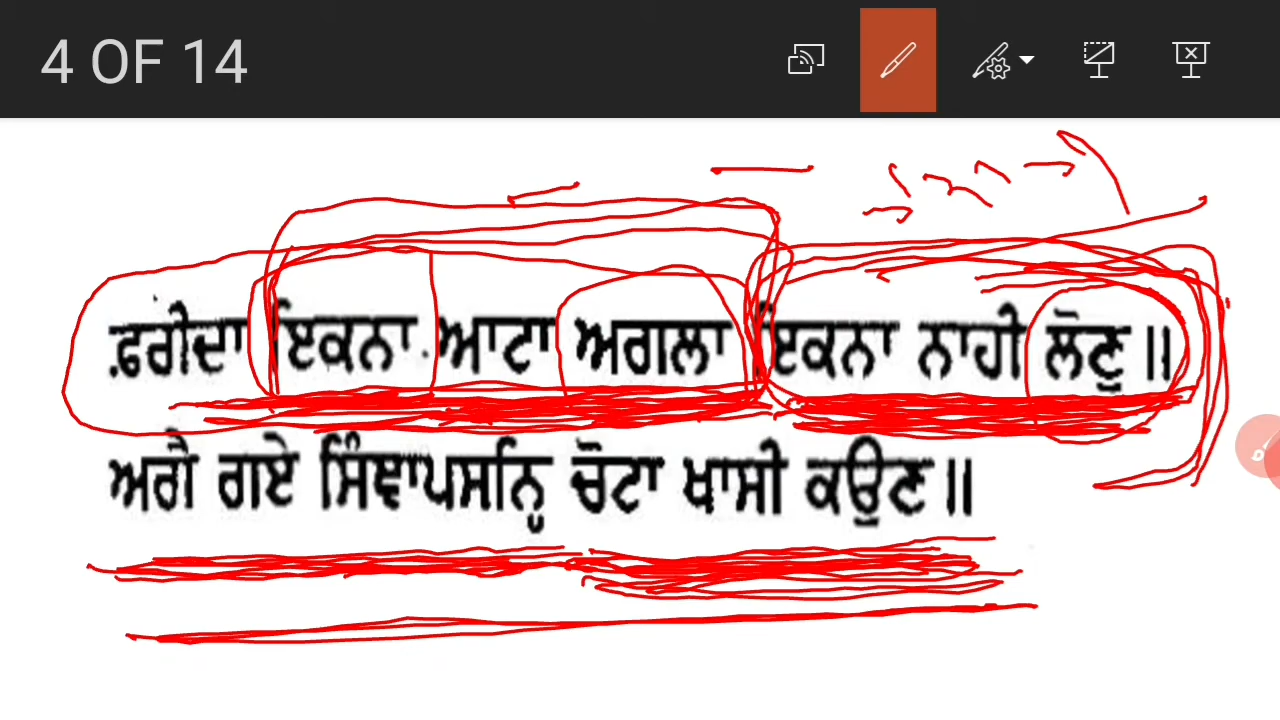 4 OF 14
ਫ਼ਰੀਦਾ ਇਕਨਾ ਆਟਾ ਅਗਲਾ ਇਕਨਾ ਨਾਹੀ ਲੋਣੁ ॥
ਅਗੈ ਗਏ ਸਿੰਞਾਪਸਨਿ੍ ਚੋਟਾ ਖਾਸੀ ਕਉਣੁ ॥